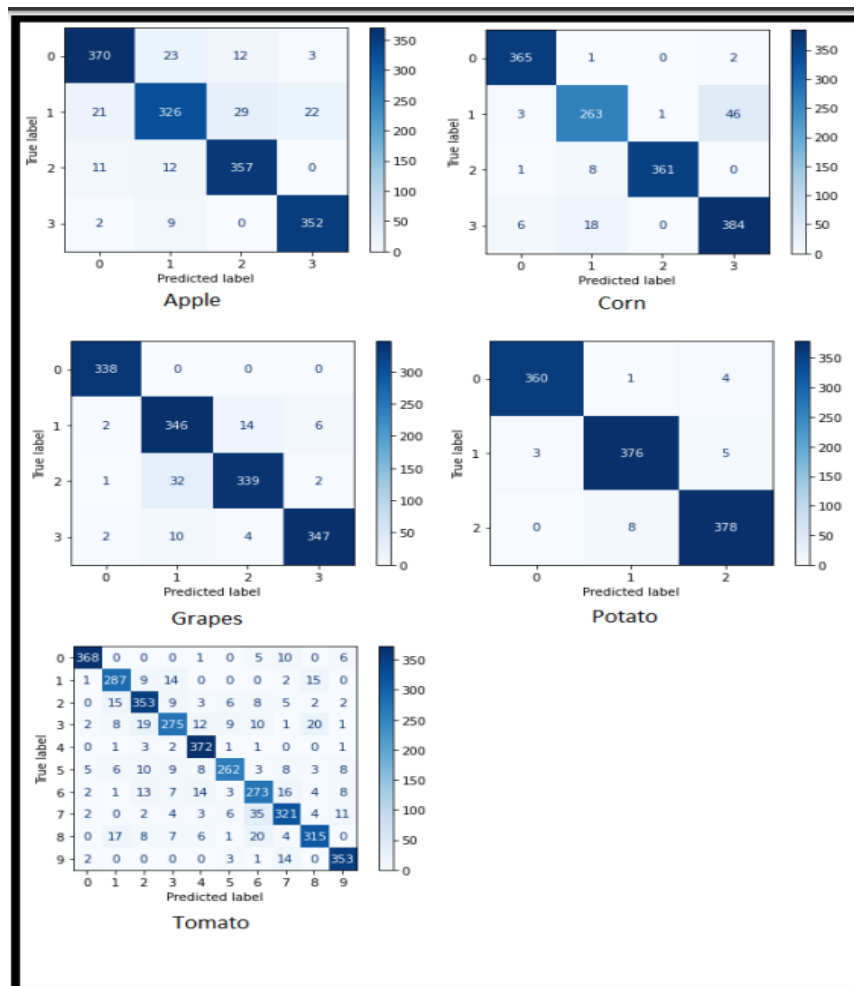 0 370 23 12 3
1 21 326 29 22
2 11 12 357 0
3 2 9 0 352
0 1 2 3
Predicted label
True label
350
300
250
200
150
100
50
0
Apple
0 365 1 0 2
1 3 263 1 46
2 1 8 361 0
3 6 18 0 384
0 1 2 3
Predicted label
True label
350
300
250
200
150
100
50
0
Corn
0 338 0 0 0
1 2 346 14 6
2 1 32 339 2
3 2 10 4 347
0 1 2 3
Predicted label
True label
300
250
200
150
100
50
0
Grapes
0 360 1 4
1 3 376 5
2 0 8 378
0 1 2
Predicted label
True label
350
300
250
200
150
100
50
0
Potato
0 368 0 0 0 1 0 5 10 0 6
1 1 287 9 14 0 0 0 2 15 0
2 0 15 353 9 3 6 8 5 2 2
3 2 8 19 275 12 9 10 1 20 1
4 0 1 3 2 372 1 1 0 0 1
5 5 6 10 9 8 262 3 8 3 8
6 2 1 13 7 14 3 273 16 4 8
7 2 0 2 4 3 6 35 321 4 11
8 0 17 8 7 6 1 20 4 315 0
9 2 0 0 0 0 3 1 14 0 353
0 1 2 3 4 5 6 7 8 9
Predicted label
True label
350
300
250
200
150
100
50
0
Tomato